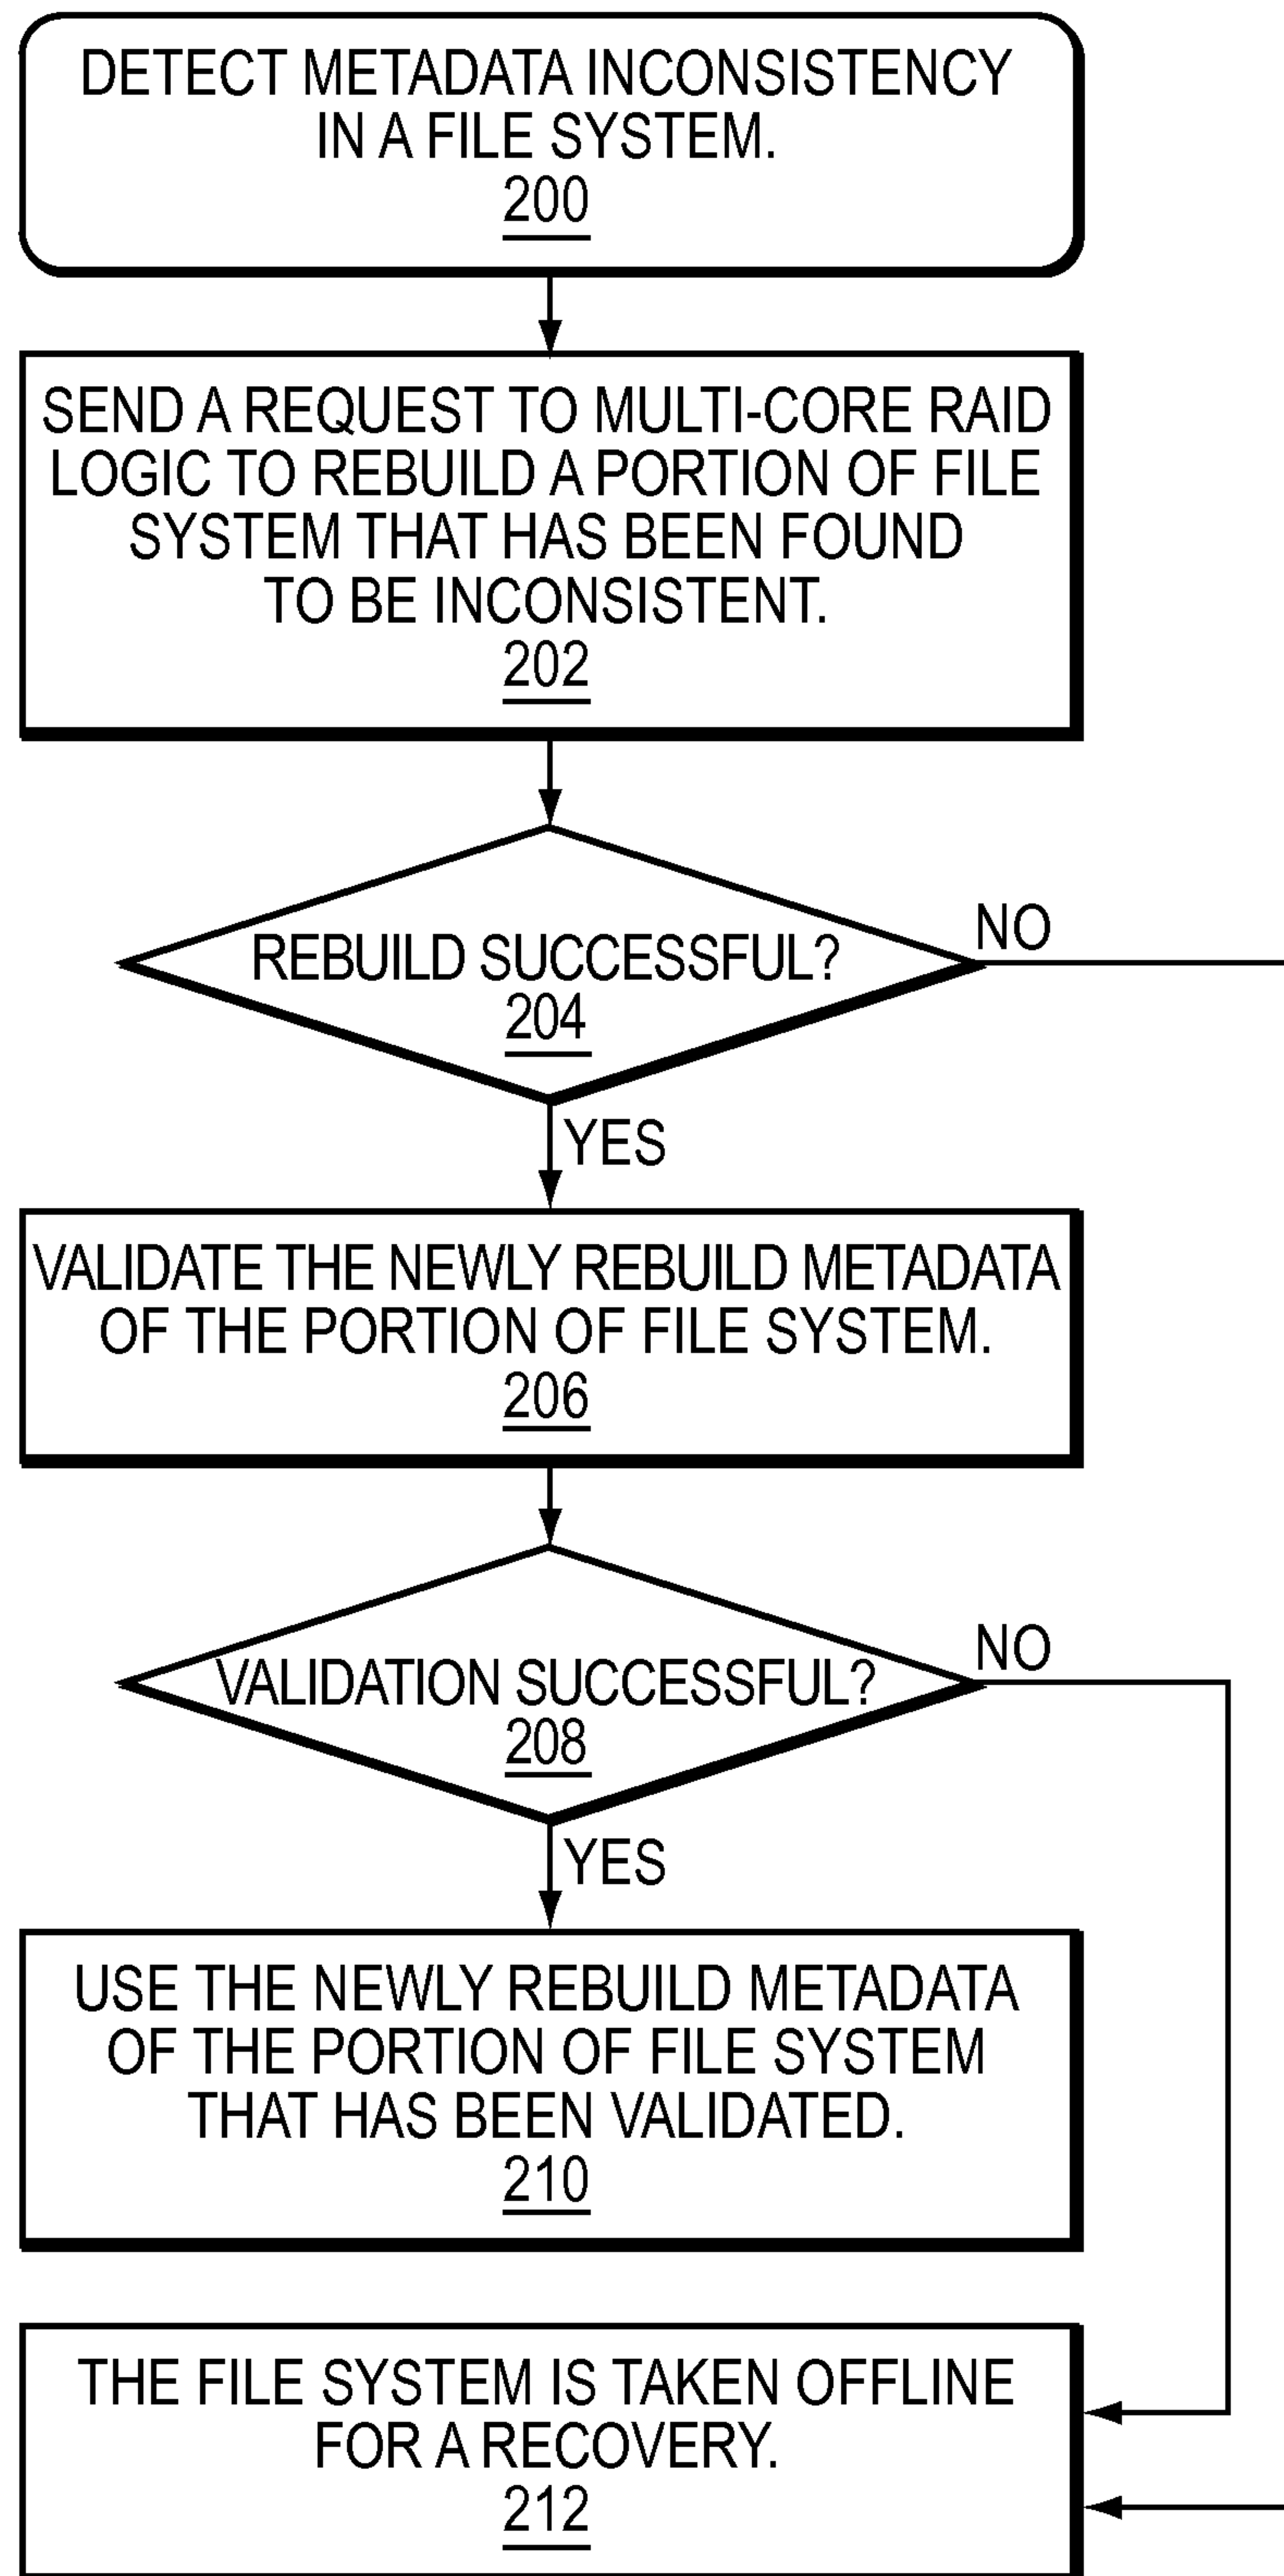 DETECT METADATA INCONSISTENCY
IN A FILE SYSTEM.
200
SEND A REQUEST TO MULTI-CORE RAID
LOGIC TO REBUILD A PORTION OF FILE
SYSTEM THAT HAS BEEN FOUND
TO BE INCONSISTENT.
202
REBUILD SUCCESSFUL?
204
NO
YES
VALIDATE THE NEWLY REBUILD METADATA
OF THE PORTION OF FILE SYSTEM.
206
VALIDATION SUCCESSFUL?
208
NO
YES
USE THE NEWLY REBUILD METADATA
OF THE PORTION OF FILE SYSTEM
THAT HAS BEEN VALIDATED.
210
THE FILE SYSTEM IS TAKEN OFFLINE
FOR A RECOVERY.
212